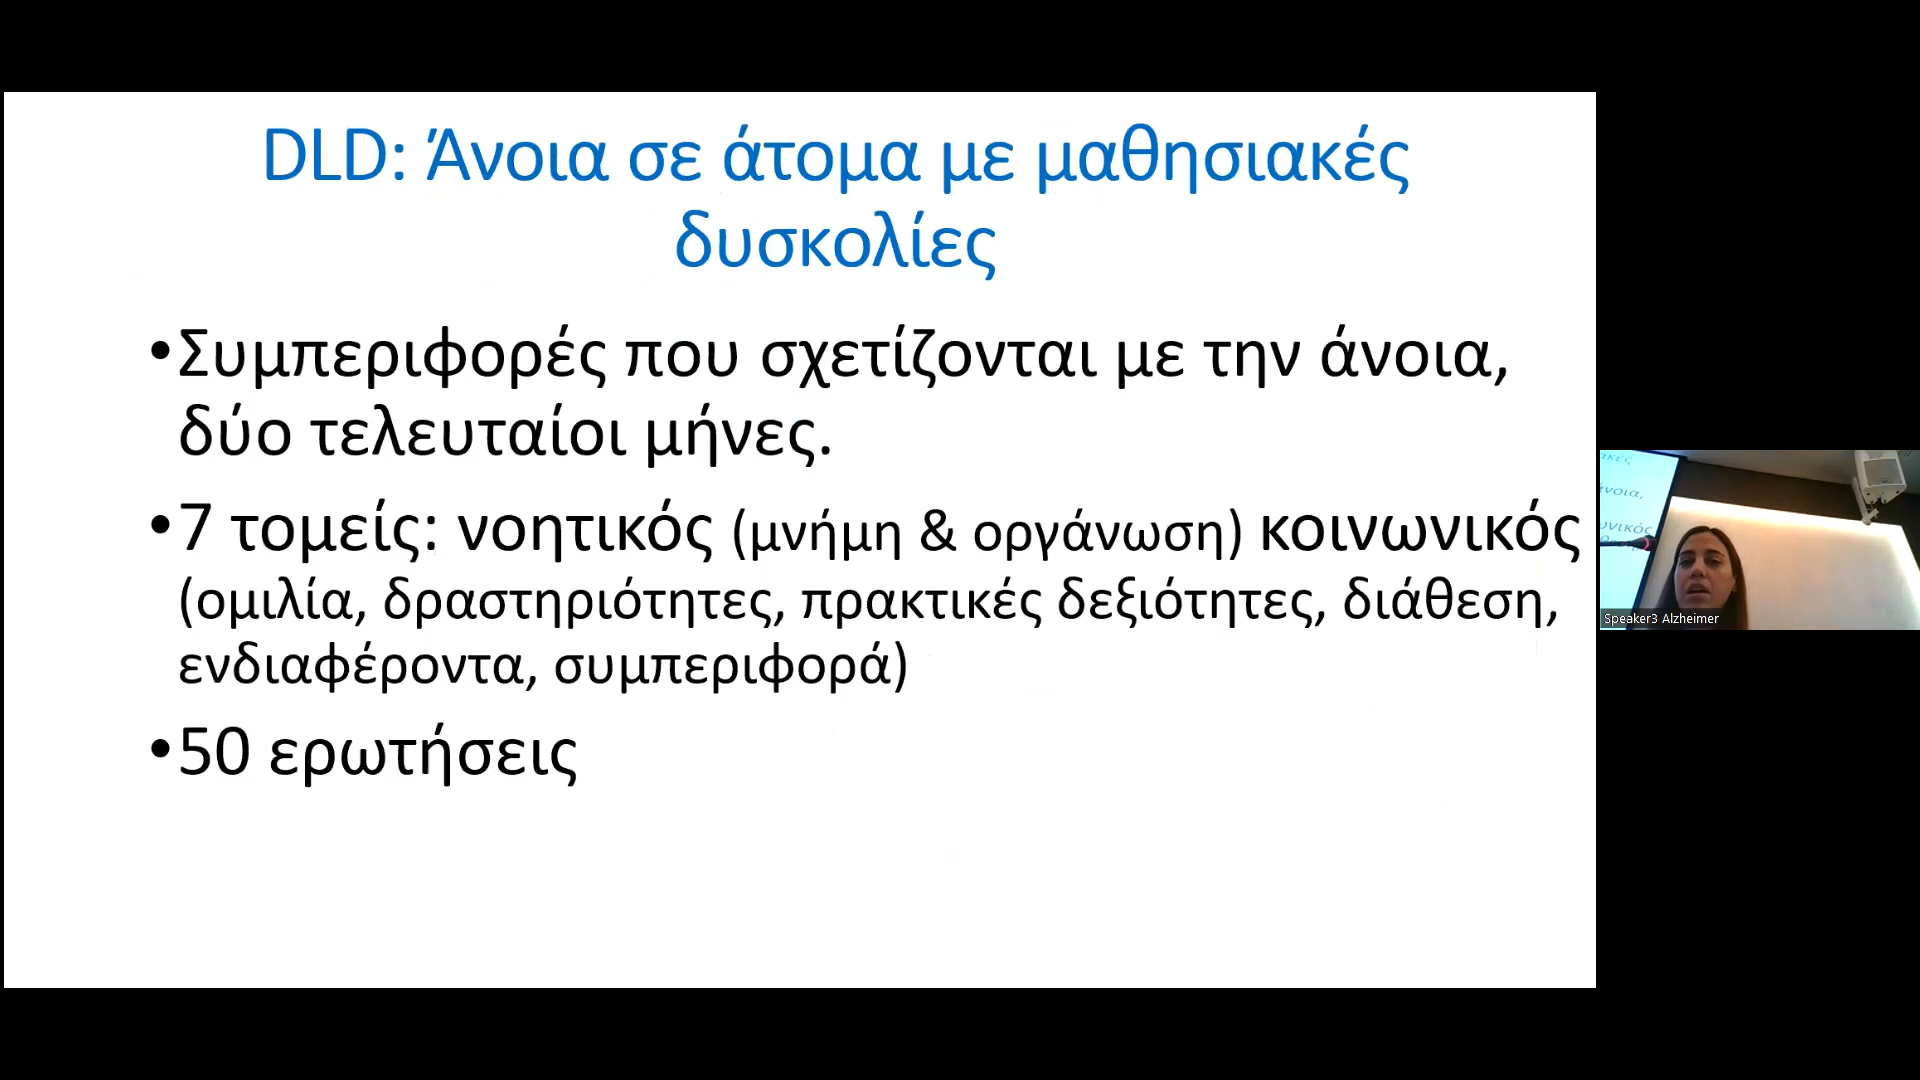 DLD: Άνοια σε άτομα με μαθησιακές
δυσκολίες
•Συμπεριφορές που σχετίζονται με την άνοια,
δύο τελευταίοι μήνες.
•7 τομείς: νοητικός (μνήμη & οργάνωση) κοινωνικός
(ομιλία, δραστηριότητες, πρακτικές δεξιότητες, διάθεση,
ενδιαφέροντα, συμπεριφορά)
•50 ερωτήσεις
Speaker3 Alzheimer